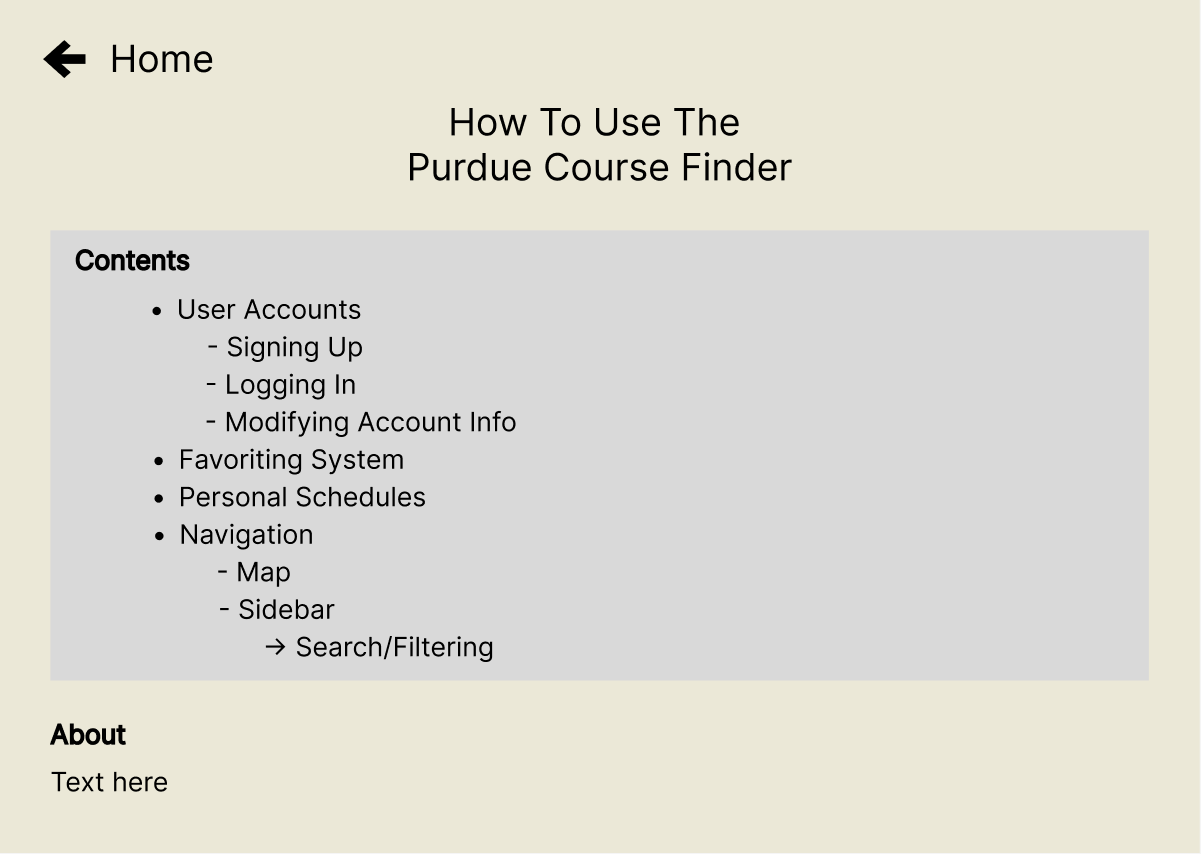 ← Home
How To Use The
Purdue Course Finder
Contents
• User Accounts
- Signing Up
- Logging In
- Modifying Account Info
• Favoriting System
• Personal Schedules
• Navigation
- Map
- Sidebar
→ Search/Filtering
About
Text here